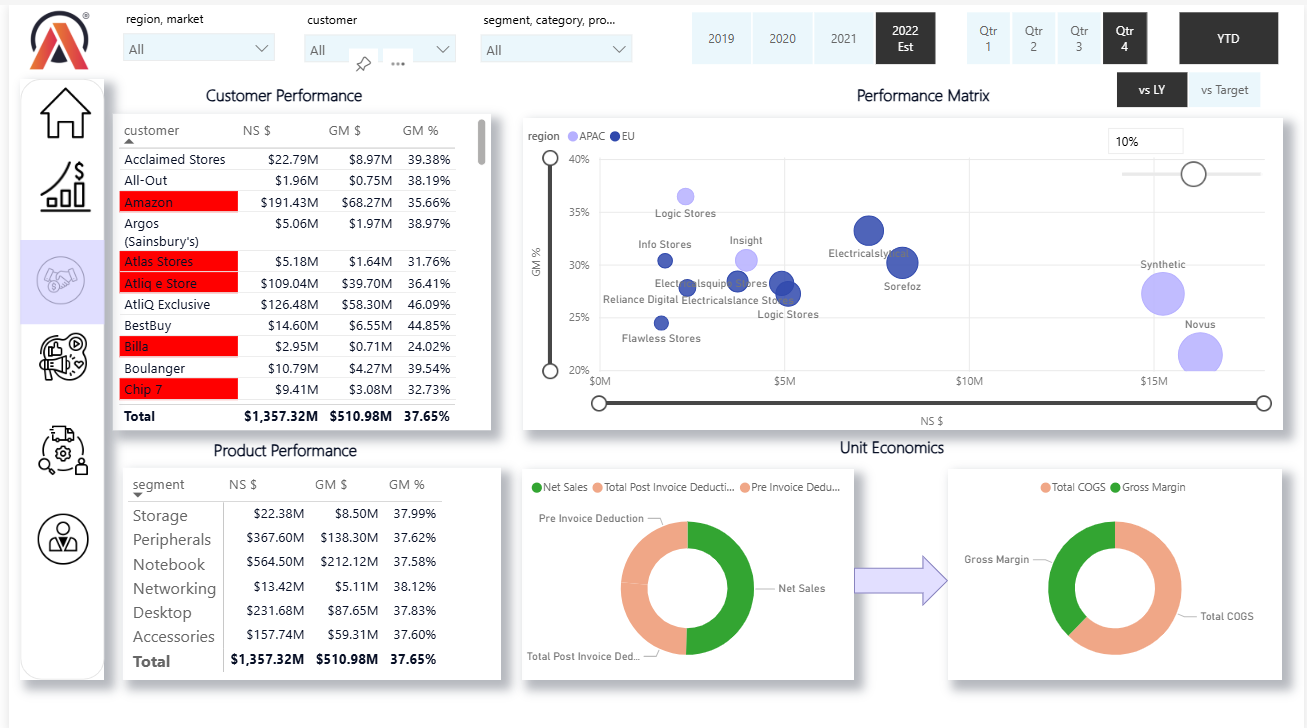 region, market
customer
segment, category, pro...
All
All
All
2019
2020
2021
2022
Est
Qtr
1
Qtr
2
Qtr
3
Qtr
4
YTD
vs LY
vs Target
Customer Performance
customer NS $ GM $ GM %
Acclaimed Stores $22.79M $8.97M 39.38%
All-Out $1.96M $0.75M 38.19%
Amazon $191.43M $68.27M 35.66%
Argos $5.06M $1.97M 38.97%
(Sainsbury's)
Atlas Stores $5.18M $1.64M 31.76%
Atliq e Store $109.04M $39.70M 36.41%
AtliQ Exclusive $126.48M $58.30M 46.09%
BestBuy $14.60M $6.55M 44.85%
Billa $2.95M $0.71M 24.02%
Boulanger $10.79M $4.27M 39.54%
Chip 7 $9.41M $3.08M 32.73%
Total $1,357.32M $510.98M 37.65%
Performance Matrix
region APAC EU
10%
40%
35%
30%
25%
20%
GM %
Logic Stores
Info Stores
Insight
Electricalslytical
Synthetic
Electricalsquipo Stores
Sorefoz
Reliance Digital
Electricalslance Stores
Logic Stores
Novus
Flawless Stores
$0M $5M $10M $15M
NS $
Product Performance
segment NS $ GM $ GM %
Storage $22.38M $8.50M 37.99%
Peripherals $367.60M $138.30M 37.62%
Notebook $564.50M $212.12M 37.58%
Networking $13.42M $5.11M 38.12%
Desktop $231.68M $87.65M 37.83%
Accessories $157.74M $59.31M 37.60%
Total $1,357.32M $510.98M 37.65%
Unit Economics
Net Sales Total Post Invoice Deducti... Pre Invoice Dedu...
Pre Invoice Deduction
Net Sales
Total Post Invoice Ded...
Total COGS Gross Margin
Gross Margin
Total COGS